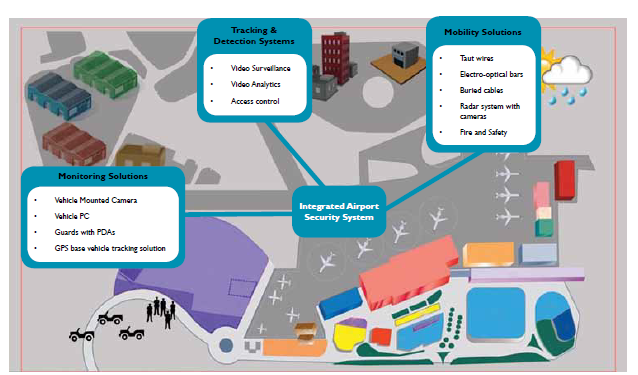 Tracking &
Detection Systems
• Video Surveillance
• Video Analytics
• Access control
Mobility Solutions
• Taut wires
• Electro-optical bars
• Buried cables
• Radar system with
cameras
• Fire and Safety
Monitoring Solutions
• Vehicle Mounted Camera
• Vehicle PC
• Guards with PDAs
• GPS base vehicle tracking solution
Integrated Airport
Security System